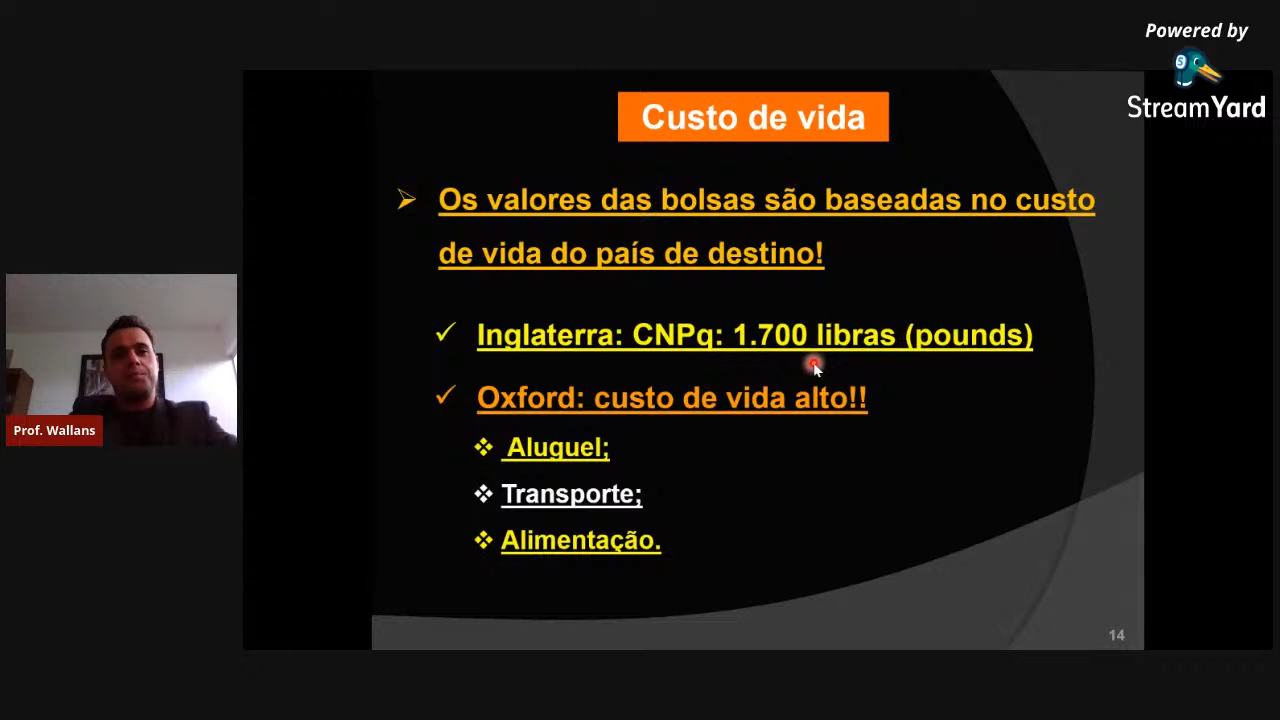 Powered by
StreamYard
Custo de vida
Os valores das bolsas são baseadas no custo
de vida do país de destino!
Inglaterra: CNPq: 1.700 libras (pounds)
Oxford: custo de vida alto!!
Aluguel;
Transporte;
Alimentação.
Prof. Wallans
14